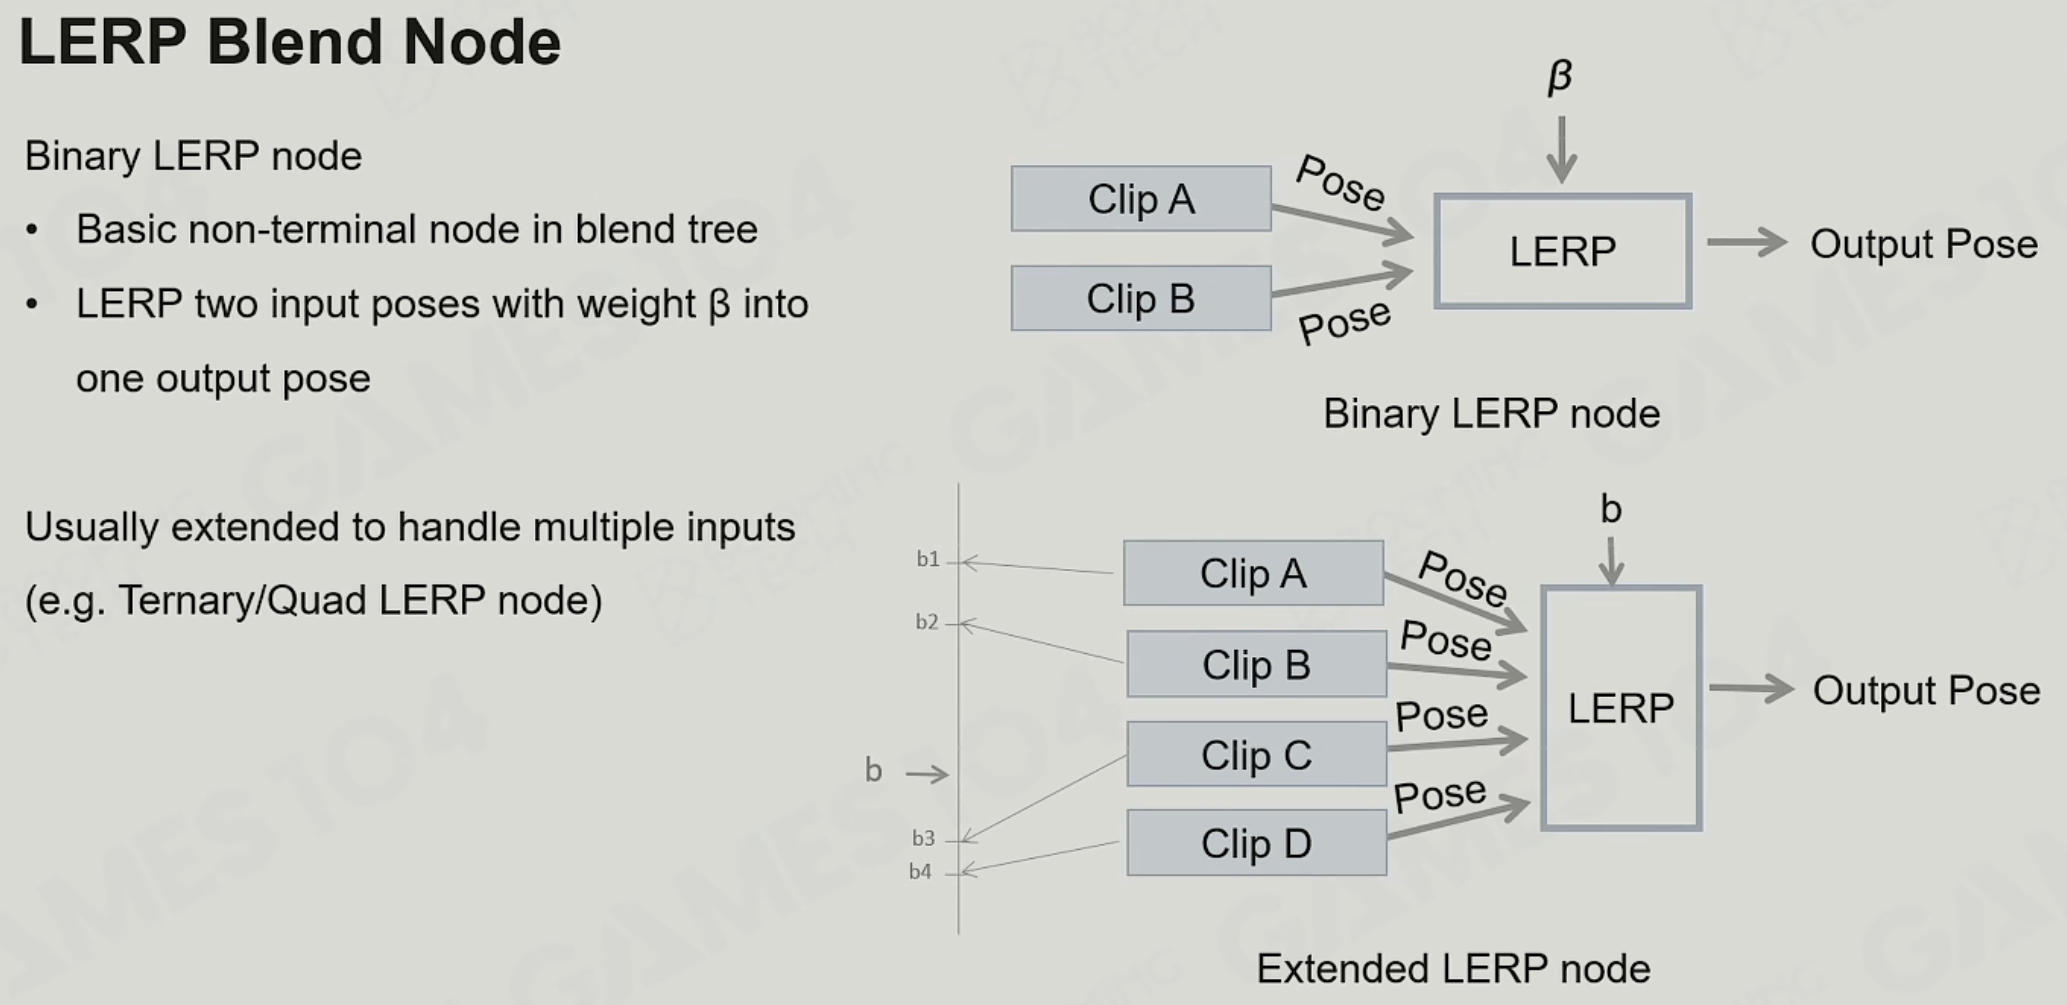 LERP Blend Node
Binary LERP node
• Basic non-terminal node in blend tree
• LERP two input poses with weight β into
one output pose
Usually extended to handle multiple inputs
(e.g. Ternary/Quad LERP node)
β
Clip A
Pose
Clip B
Pose
LERP
Output Pose
Binary LERP node
b
b1
b2
b
b3
b4
Clip A
Pose
Clip B
Pose
Clip C
Pose
Clip D
Pose
LERP
Output Pose
Extended LERP node
GAMES104
BOOMING
TECH